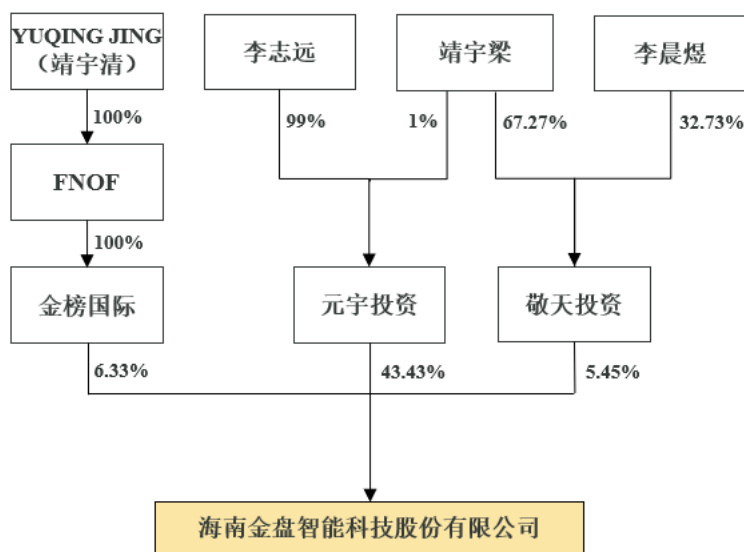 YUQING JING
（靖宇清）
李志远
靖宇梁
李晨煜
100%
99%
1%
67.27%
32.73%
FNOF
100%
金榜国际
元宇投资
敬天投资
6.33%
43.43%
5.45%
海南金盘智能科技股份有限公司